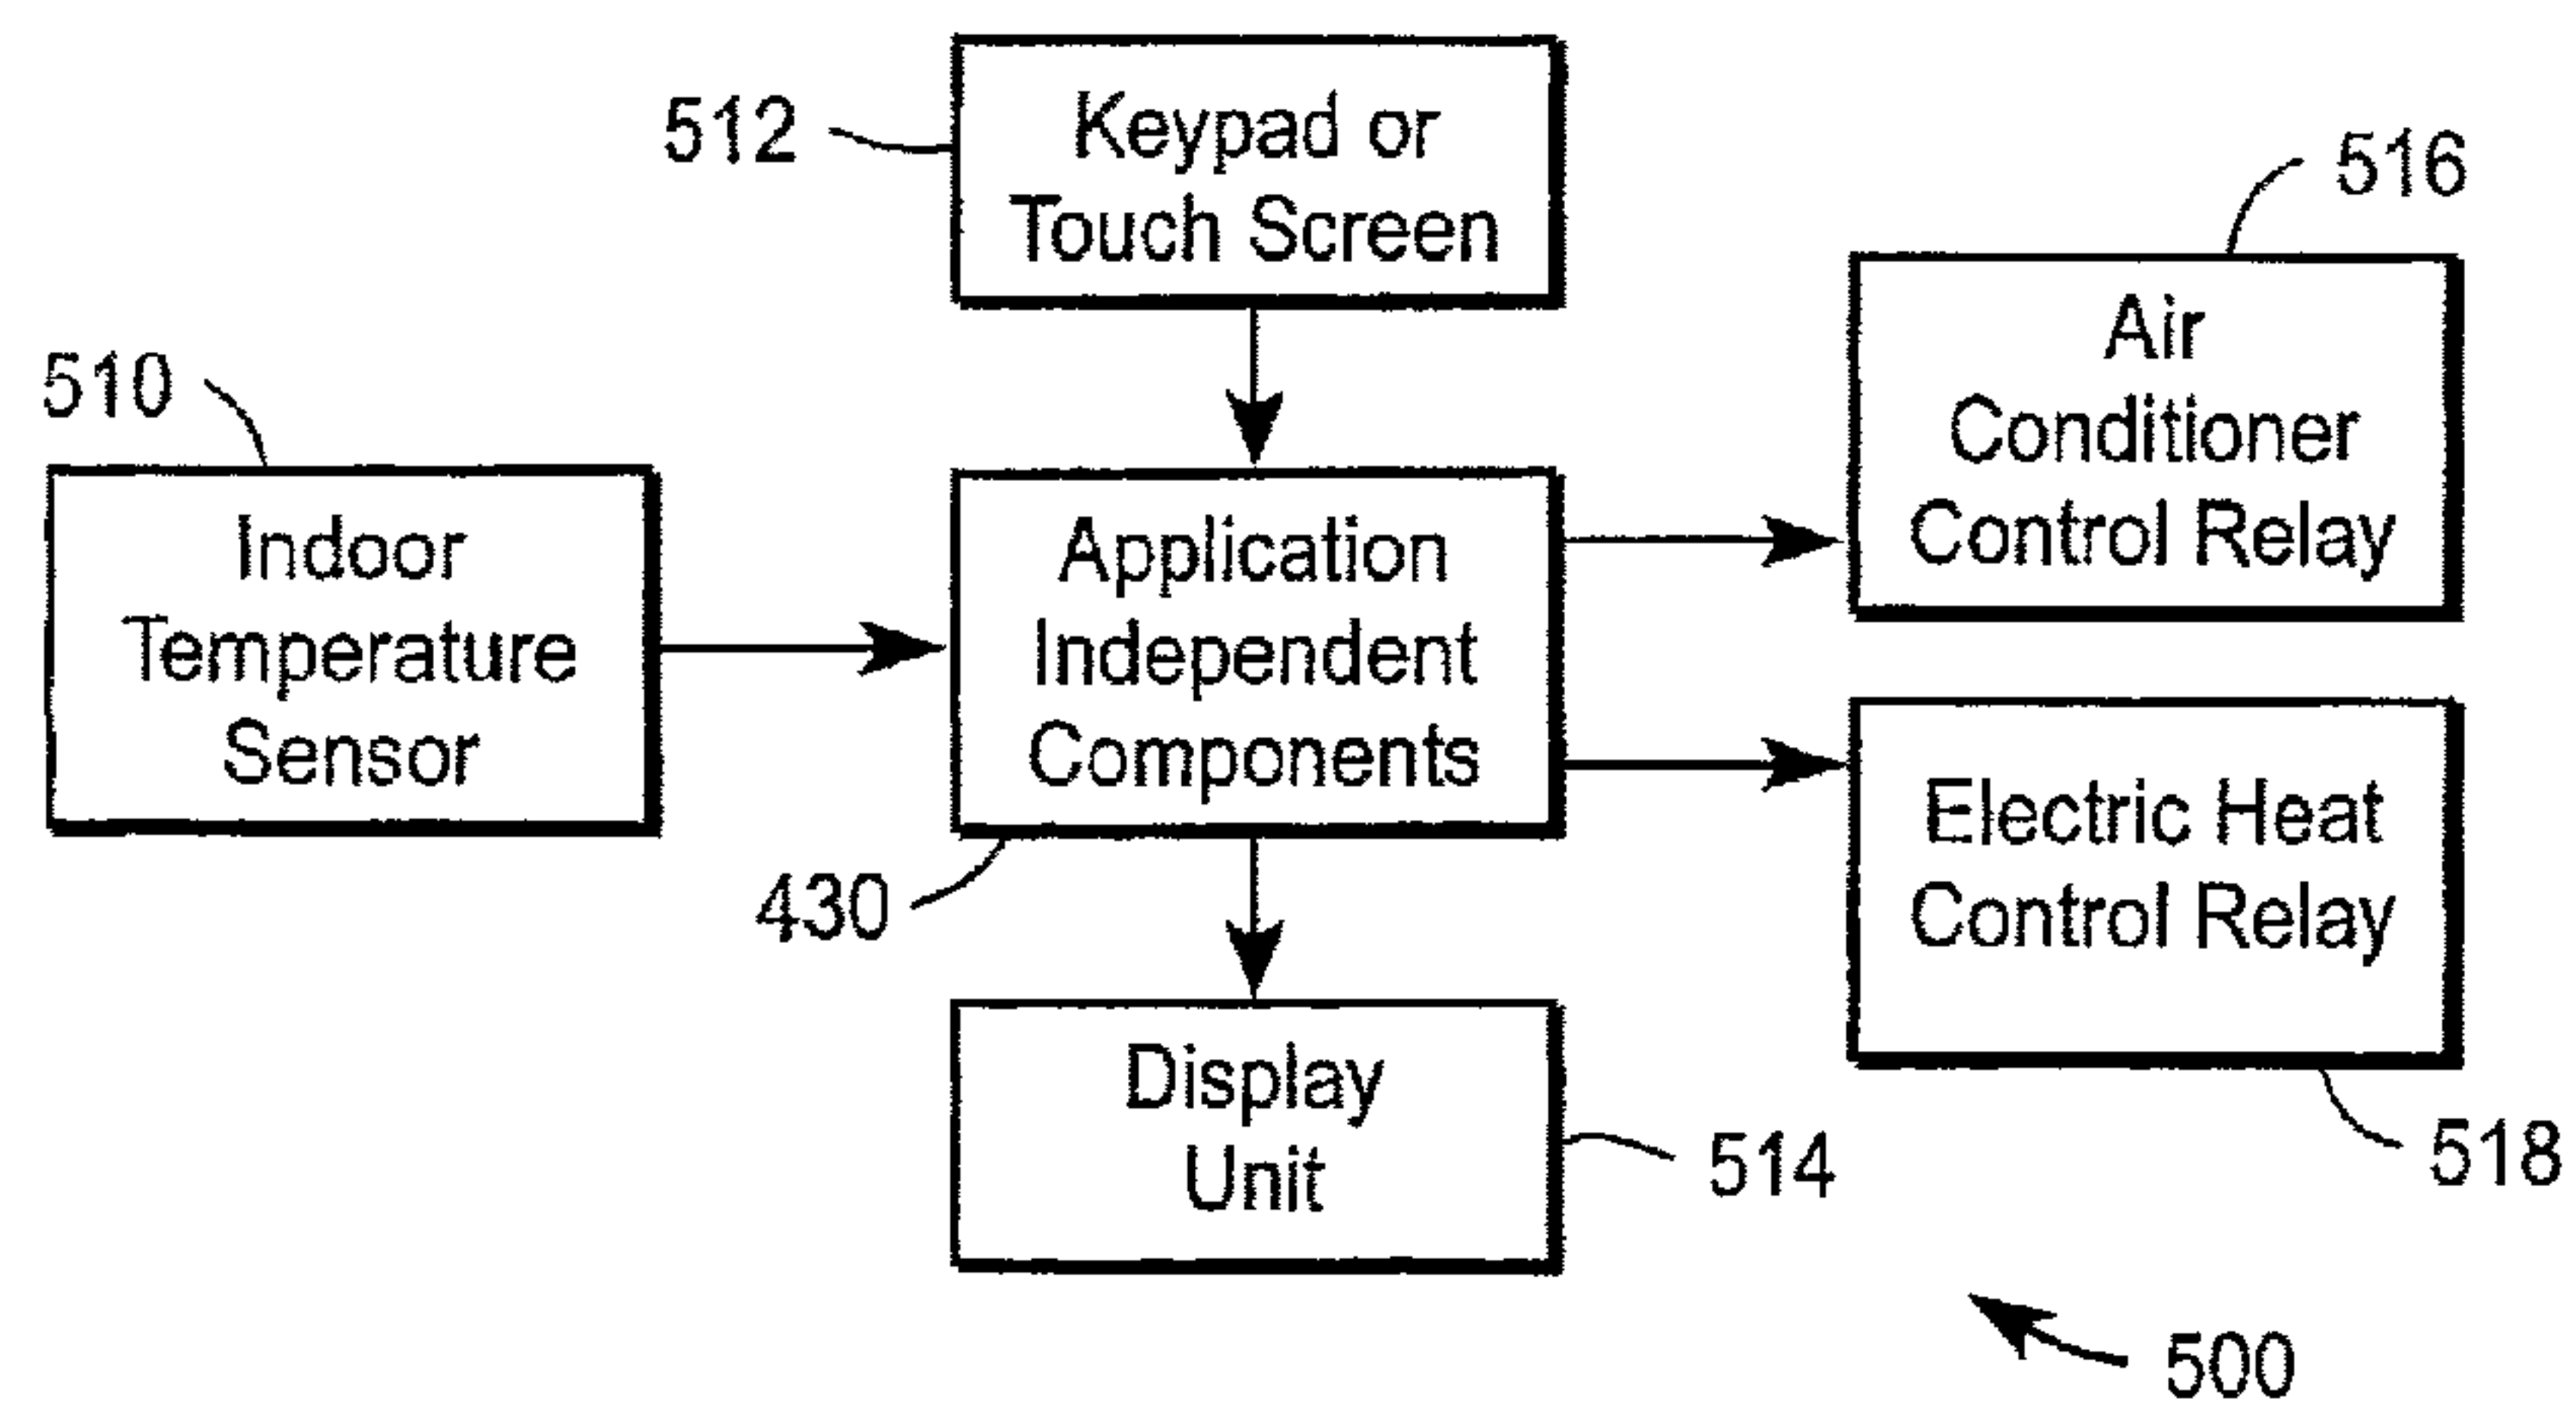 512
Keypad or
Touch Screen
516
Air
Conditioner
Control Relay
510
Indoor
Temperature
Sensor
Application
Independent
Components
430
Electric Heat
Control Relay
518
Display
Unit
514
500